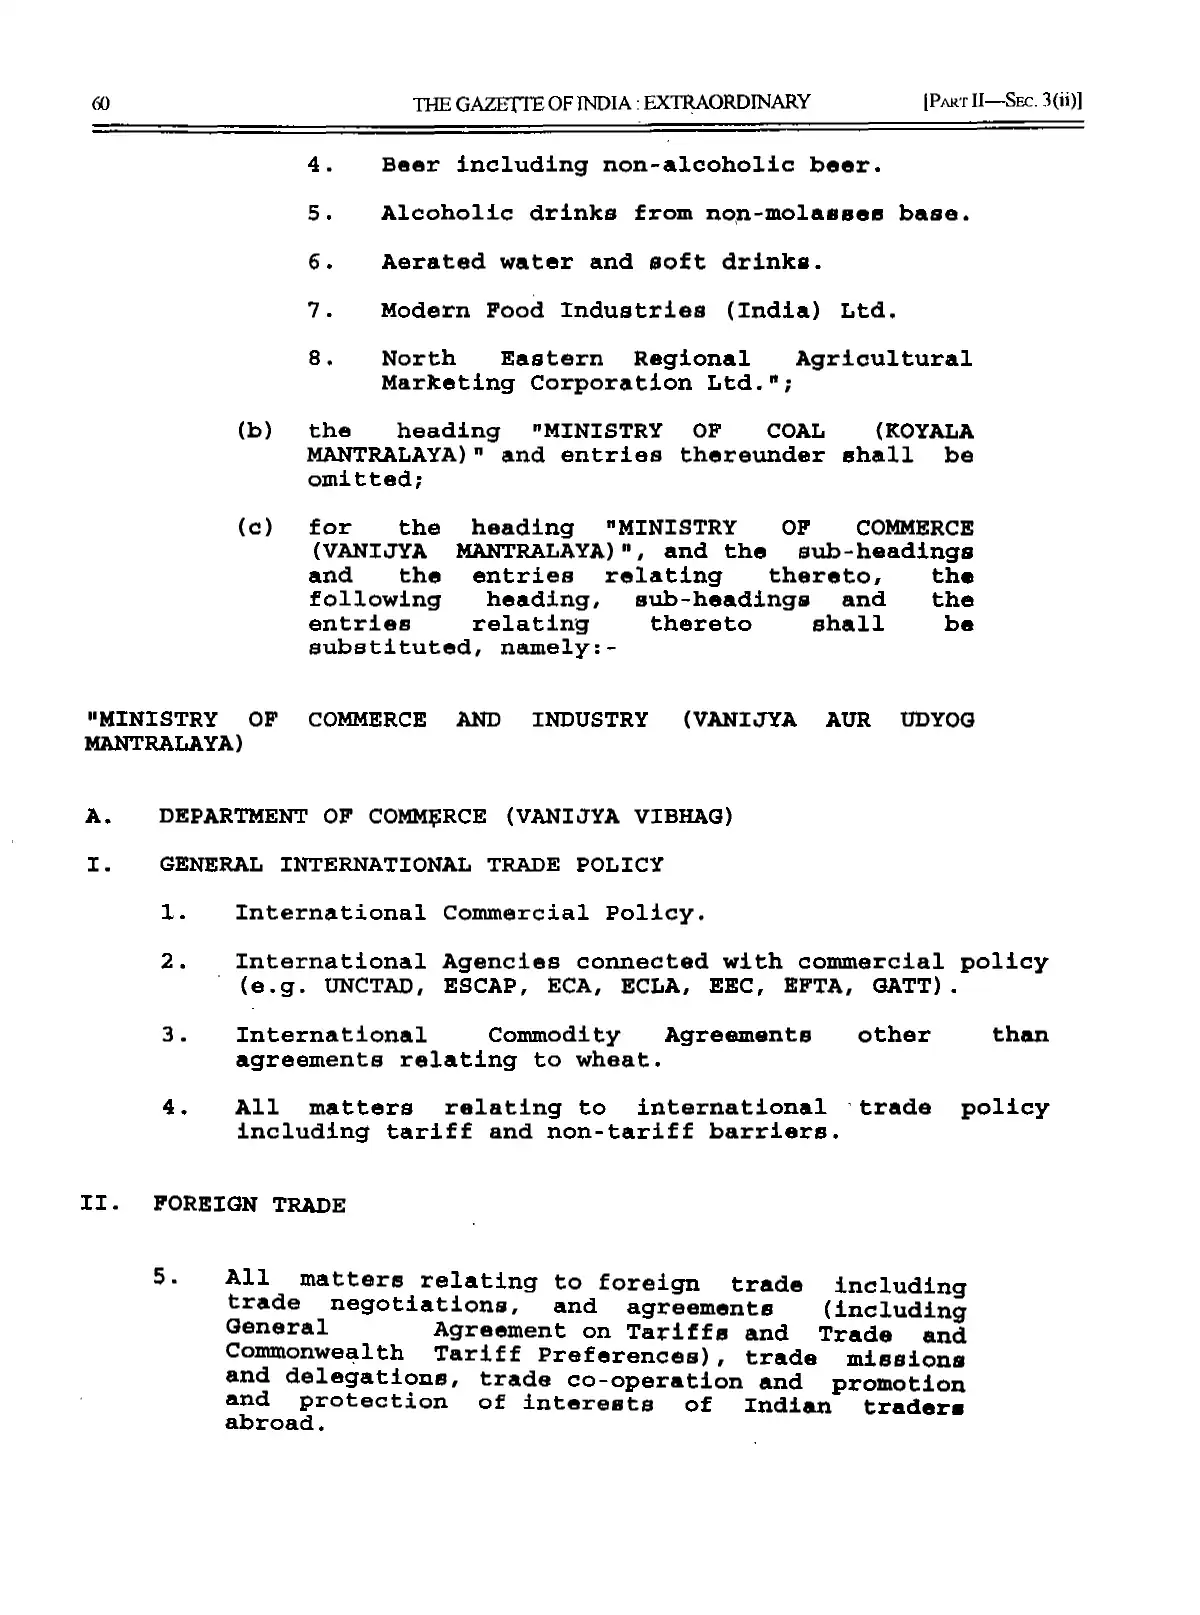 60 THE GAZETTE OF INDIA : EXTRAORDINARY [PART II—SEC. 3(ii)]
4. Beer including non-alcoholic beer.
5. Alcoholic drinks from non-molasses base.
6. Aerated water and soft drinks.
7. Modern Food Industries (India) Ltd.
8. North Eastern Regional Agricultural
Marketing Corporation Ltd.";
(b) the heading "MINISTRY OF COAL (KOYALA
MANTRALAYA)" and entries thereunder shall be
omitted;
(c) for the heading "MINISTRY OF COMMERCE
(VANIJYA MANTRALAYA)", and the sub-headings
and the entries relating thereto, the
following heading, sub-headings and the
entries relating thereto shall be
substituted, namely:-
"MINISTRY OF COMMERCE AND INDUSTRY (VANIJYA AUR UDYOG
MANTRALAYA)
A. DEPARTMENT OF COMMERCE (VANIJYA VIBHAG)
I. GENERAL INTERNATIONAL TRADE POLICY
1. International Commercial Policy.
2. International Agencies connected with commercial policy
(e.g. UNCTAD, ESCAP, ECA, ECLA, EEC, EFTA, GATT).
3. International Commodity Agreements other than
agreements relating to wheat.
4. All matters relating to international trade policy
including tariff and non-tariff barriers.
II. FOREIGN TRADE
5. All matters relating to foreign trade including
trade negotiations, and agreements (including
General Agreement on Tariffs and Trade and
Commonwealth Tariff Preferences), trade missions
and delegations, trade co-operation and promotion
and protection of interests of Indian traders
abroad.